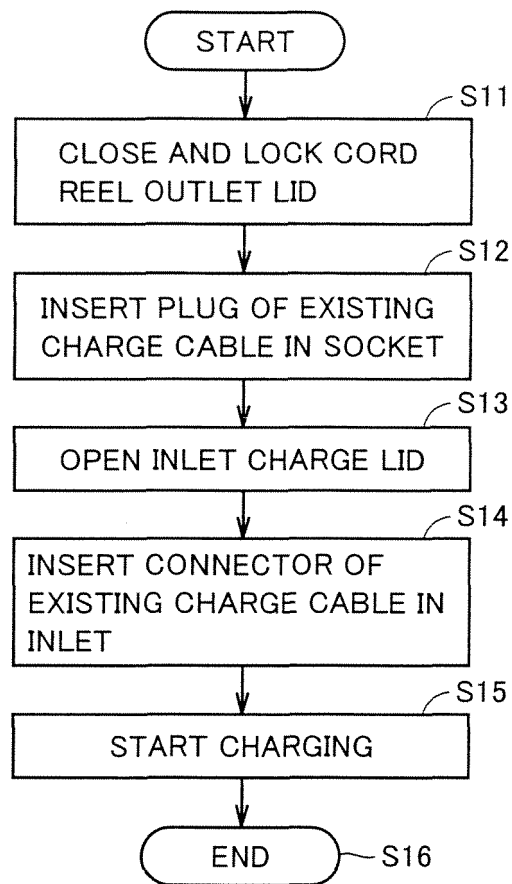 START
S11
CLOSE AND LOCK CORD
REEL OUTLET LID
S12
INSERT PLUG OF EXISTING
CHARGE CABLE IN SOCKET
S13
OPEN INLET CHARGE LID
S14
INSERT CONNECTOR OF
EXISTING CHARGE CABLE IN
INLET
S15
START CHARGING
END
S16